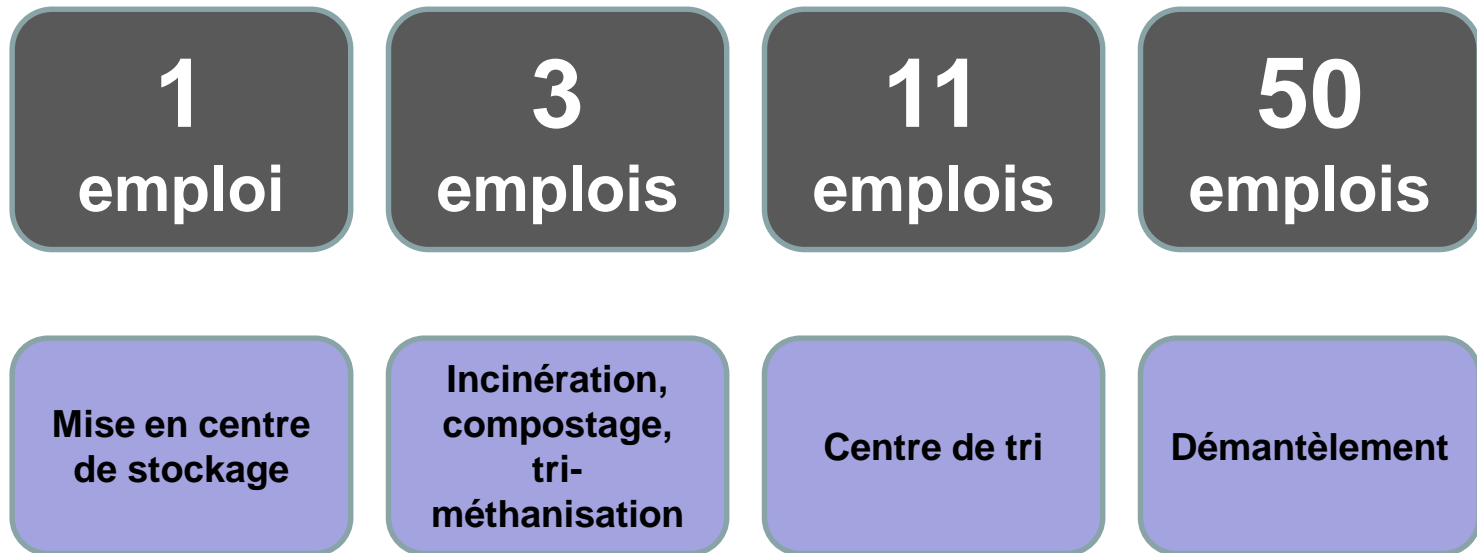 1
emploi
3
emplois
11
emplois
50
emplois
Mise en centre
de stockage
Incinération,
compostage,
tri-
méthanisation
Centre de tri
Démantèlement